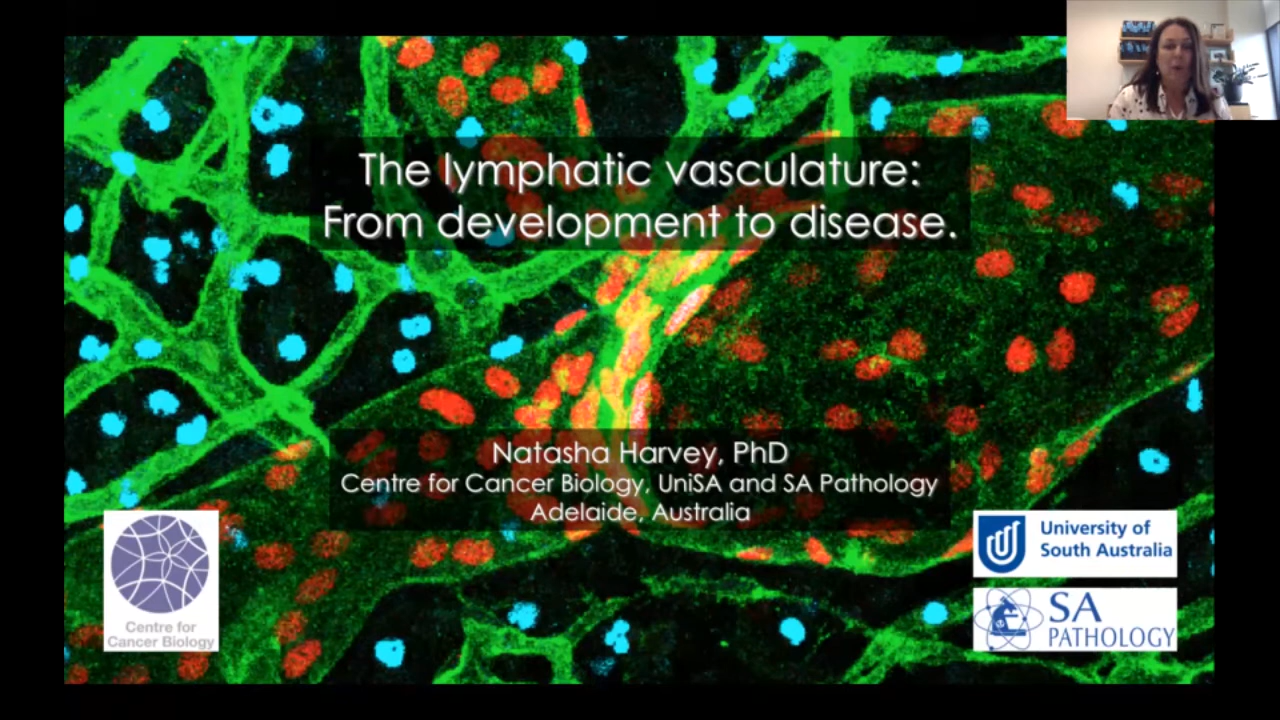 The lymphatic vasculature:
From development to disease.
Natasha Harvey, PhD
Centre for Cancer Biology, UniSA and SA Pathology
Adelaide, Australia
Centre for
Cancer Biology
University of
South Australia
SA
PATHOLOGY